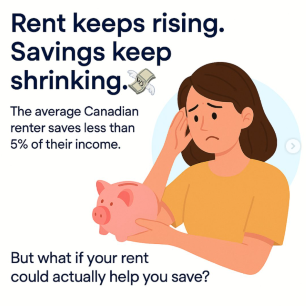 Rent keeps rising.
Savings keep
shrinking.
The average Canadian
renter saves less than
5% of their income.
But what if your rent
could actually help you save?